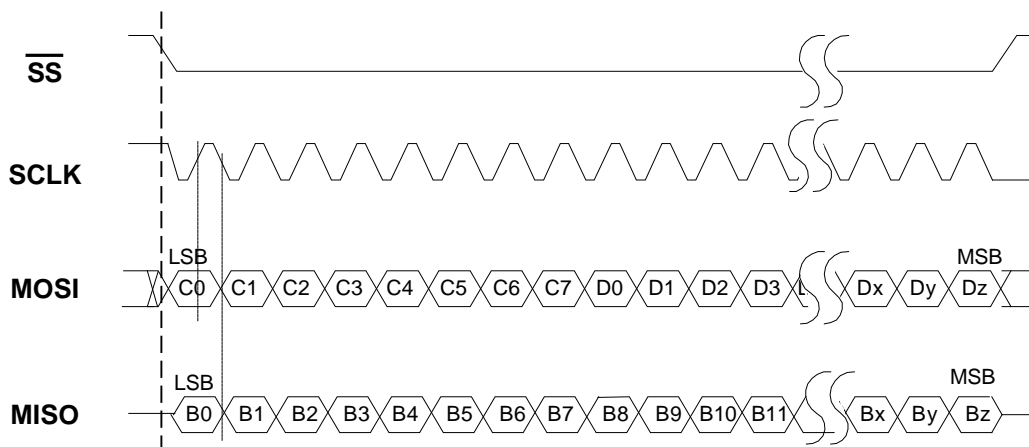 SS
SCLK
LSB MSB
MOSI C0 C1 C2 C3 C4 C5 C6 C7 D0 D1 D2 D3 Dx Dy Dz
LSB MSB
MISO B0 B1 B2 B3 B4 B5 B6 B7 B8 B9 B10 B11 Bx By Bz